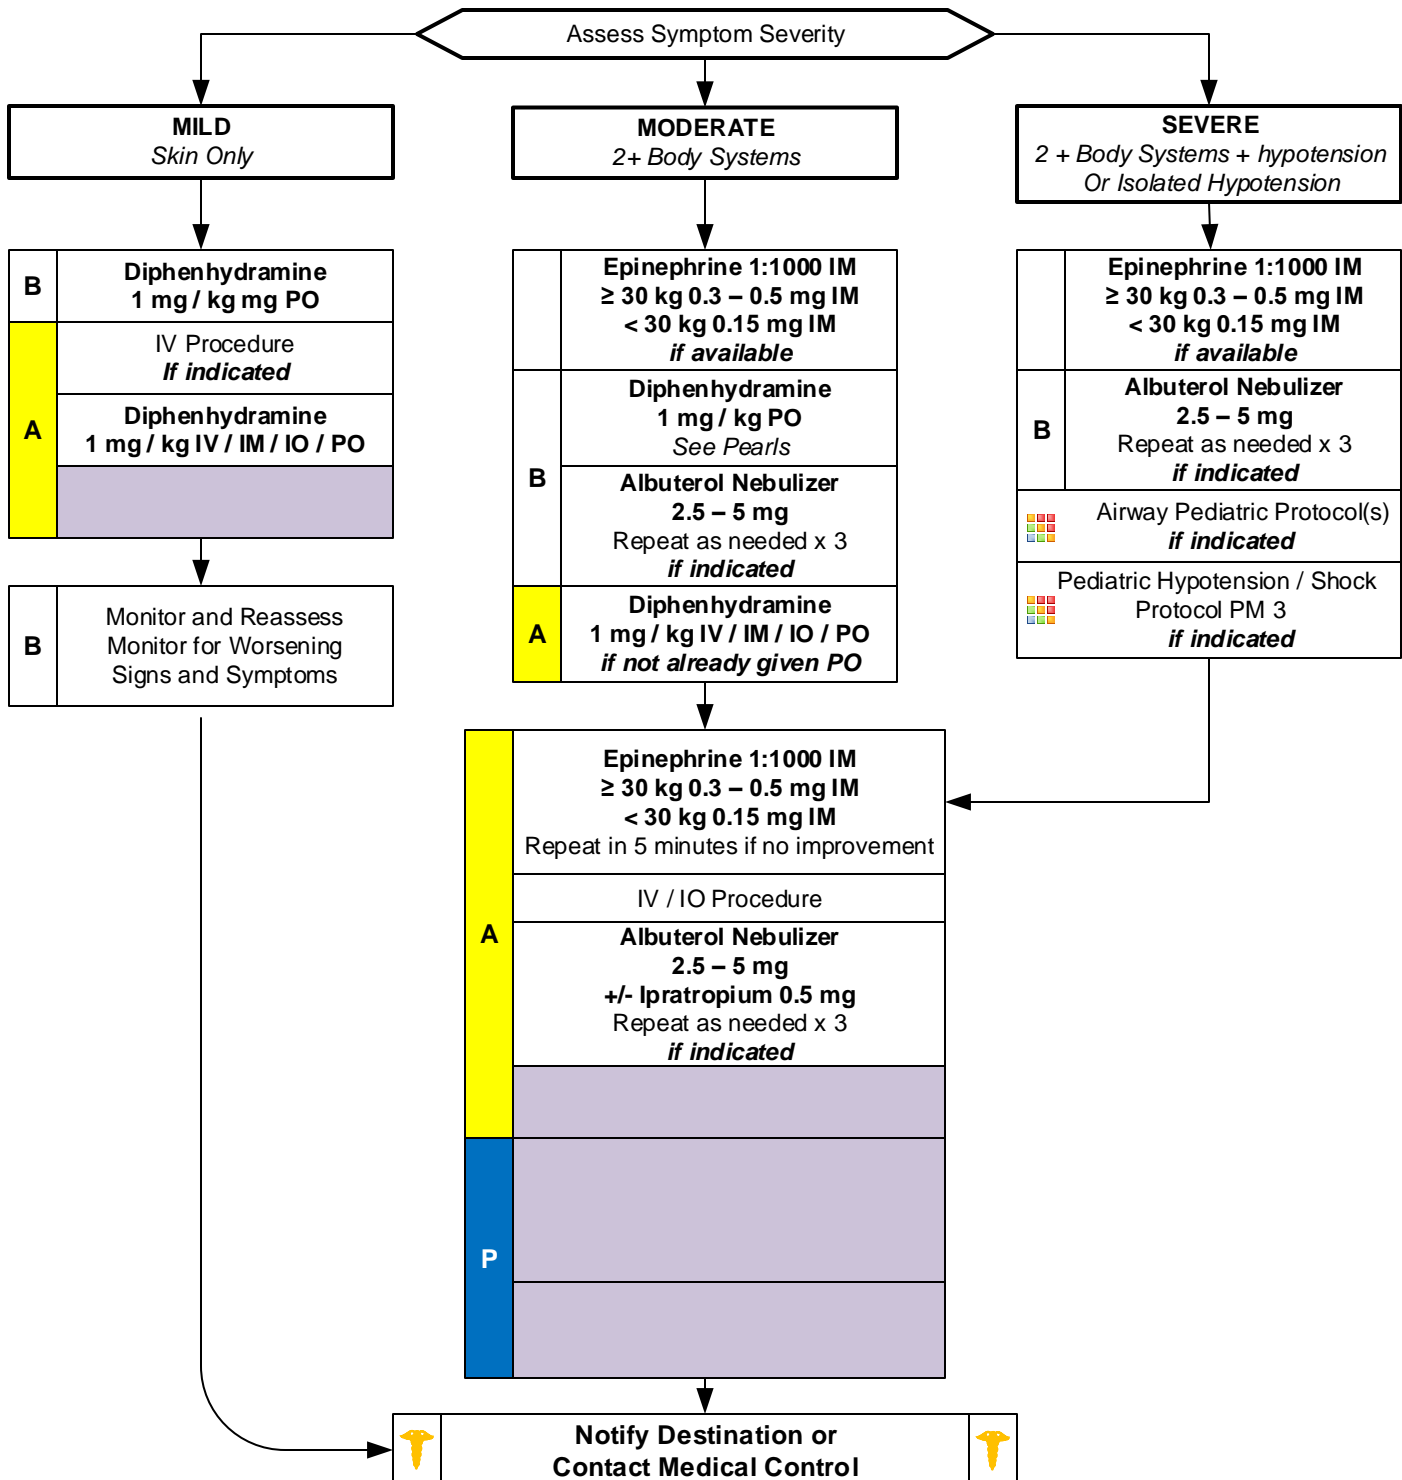 Assess Symptom Severity
MILD
Skin Only
B
Diphenhydramine
1 mg / kg mg PO
A
IV Procedure
If indicated
Diphenhydramine
1 mg / kg IV / IM / IO / PO
B
Monitor and Reassess
Monitor for Worsening
Signs and Symptoms
MODERATE
2+ Body Systems
B
Epinephrine 1:1000 IM
≥ 30 kg 0.3 – 0.5 mg IM
< 30 kg 0.15 mg IM
if available
Diphenhydramine
1 mg / kg PO
See Pearls
Albuterol Nebulizer
2.5 – 5 mg
Repeat as needed x 3
if indicated
A
Diphenhydramine
1 mg / kg IV / IM / IO / PO
if not already given PO
SEVERE
2 + Body Systems + hypotension
Or Isolated Hypotension
B
Epinephrine 1:1000 IM
≥ 30 kg 0.3 – 0.5 mg IM
< 30 kg 0.15 mg IM
if available
Albuterol Nebulizer
2.5 – 5 mg
Repeat as needed x 3
if indicated
Airway Pediatric Protocol(s)
if indicated
Pediatric Hypotension / Shock
Protocol PM 3
if indicated
A
Epinephrine 1:1000 IM
≥ 30 kg 0.3 – 0.5 mg IM
< 30 kg 0.15 mg IM
Repeat in 5 minutes if no improvement
IV / IO Procedure
Albuterol Nebulizer
2.5 – 5 mg
+/- Ipratropium 0.5 mg
Repeat as needed x 3
if indicated
P
Notify Destination or
Contact Medical Control